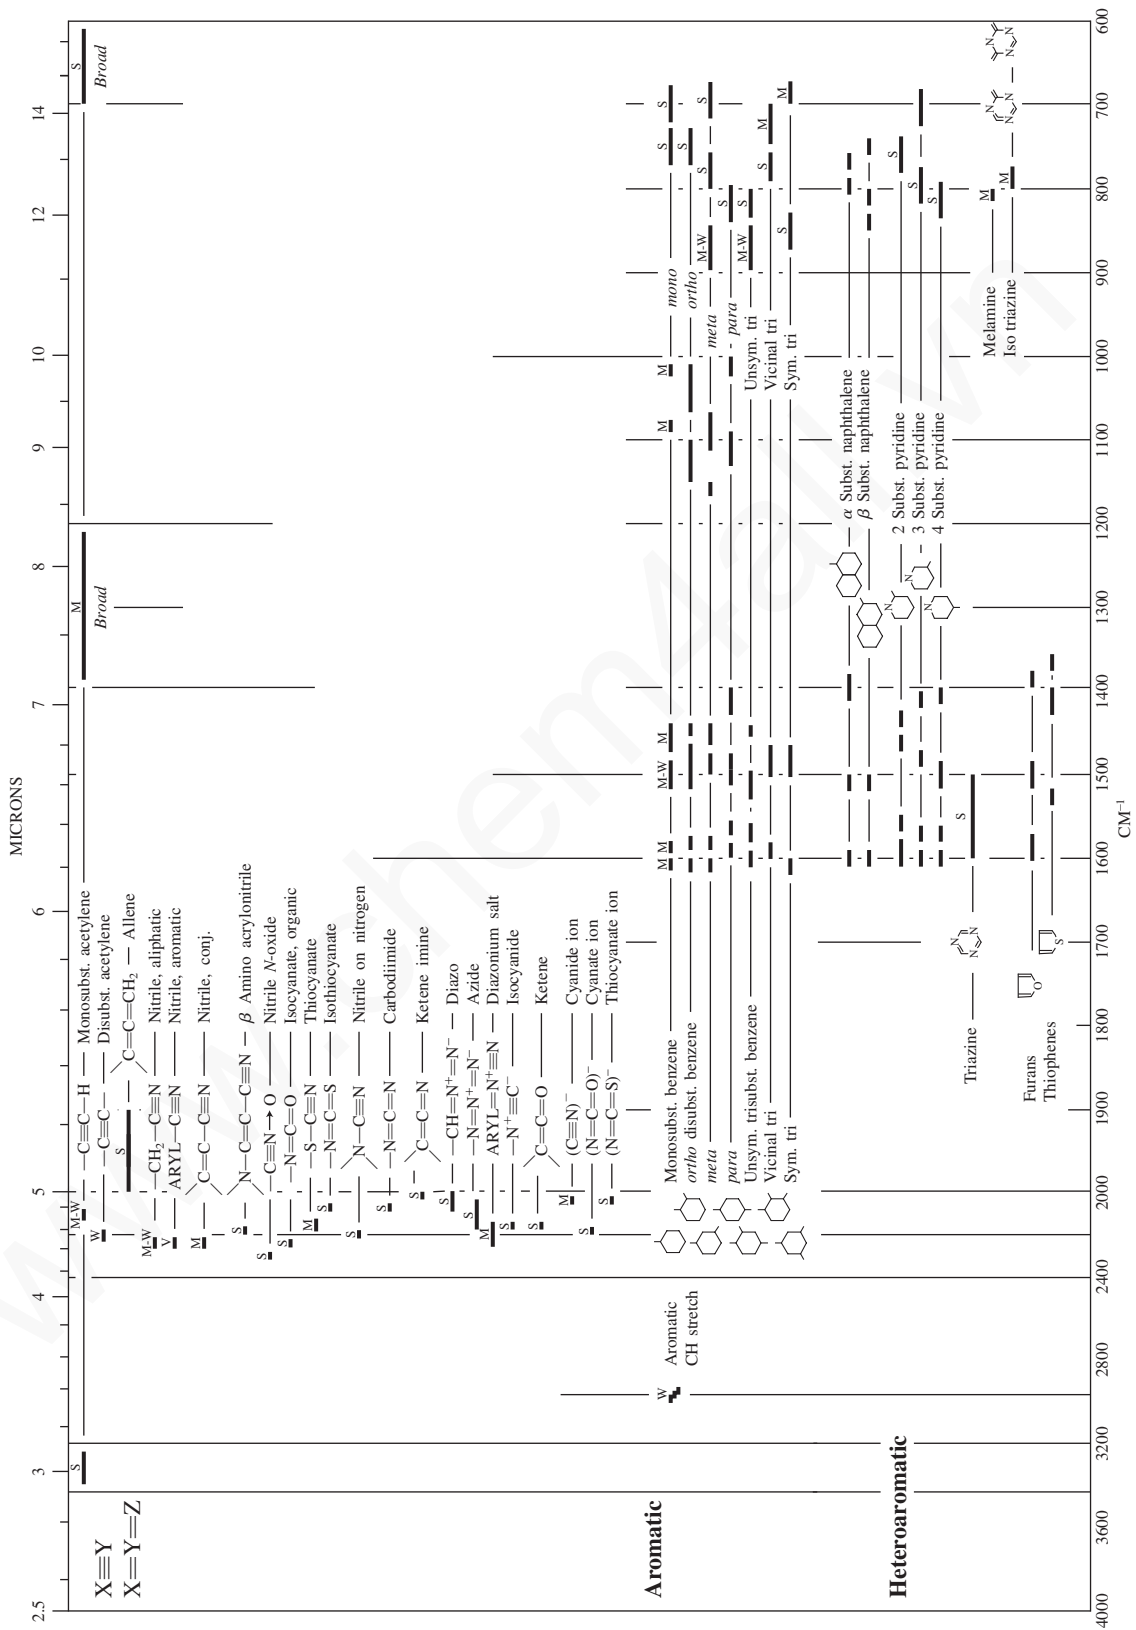 MICRONS
2.5 3 4 5 6 7 8 9 10 12 14
X≡Y
X=Y=Z
S M-W C≡C—H Monosubst. acetylene M Broad S Broad
W C≡C Disubst. acetylene
S C=C=CH2 Allene
M-W CH2—C≡N Nitrile, aliphatic
V ARYL—C≡N Nitrile, aromatic
M C=C—C≡N Nitrile, conj.
S N—C=C—C≡N β Amino acrylonitrile
S C≡N→O Nitrile N-oxide
S N=C=O Isocyanate, organic
M S—C≡N Thiocyanate
S N=C=S Isothiocyanate
S N—C≡N Nitrile on nitrogen
S N=C=N Carbodiimide
S C=C=N Ketene imine
S CH=N⁺=N⁻ Diazo
S N=N⁺=N⁻ Azide
M ARYL—N⁺≡N Diazonium salt
S N⁺≡C⁻ Isocyanide
S C=C=O Ketene
M (C≡N)⁻ Cyanide ion
S (N=C=O)⁻ Cyanate ion
S (N=C=S)⁻ Thiocyanate ion
Aromatic
W Aromatic
CH stretch
Monosubst. benzene M M M-W M M M mono S S
ortho disubst. benzene ortho S
meta meta M-W S S
para para S
Unsym. trisubst. benzene Unsym. tri M-W S
Vicinal tri Vicinal tri S M
Sym. tri Sym. tri S M
Heteroaromatic
α Subst. naphthalene
β Subst. naphthalene
N 2 Subst. pyridine S
N 3 Subst. pyridine S
N 4 Subst. pyridine S
Triazine N N N S
Melamine M N N N
Iso triazine M N N N
Furans O
Thiophenes S
4000 3600 3200 2800 2400 2000 1900 1800 1700 1600 1500 1400 1300 1200 1100 1000 900 800 700 600
CM⁻¹
www.chem4all.vn